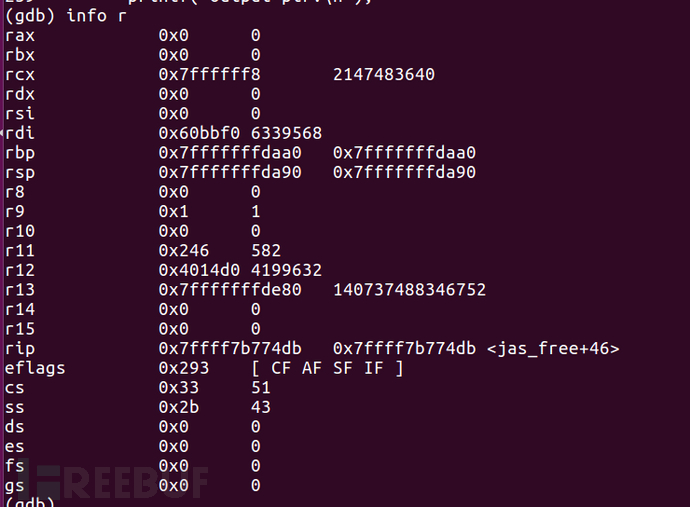 (gdb) info r
rax 0x0 0
rbx 0x0 0
rcx 0x7ffffff8 2147483640
rdx 0x0 0
rsi 0x0 0
rdi 0x60bbf0 6339568
rbp 0x7fffffffdaa0 0x7fffffffdaa0
rsp 0x7fffffffda90 0x7fffffffda90
r8 0x0 0
r9 0x1 1
r10 0x0 0
r11 0x246 582
r12 0x4014d0 4199632
r13 0x7fffffffde80 140737488346752
r14 0x0 0
r15 0x0 0
rip 0x7ffff7b774db 0x7ffff7b774db <jas_free+46>
eflags 0x293 [ CF AF SF IF ]
cs 0x33 51
ss 0x2b 43
ds 0x0 0
es 0x0 0
fs 0x0 0
gs 0x0 0
REEBUF
(gdb)